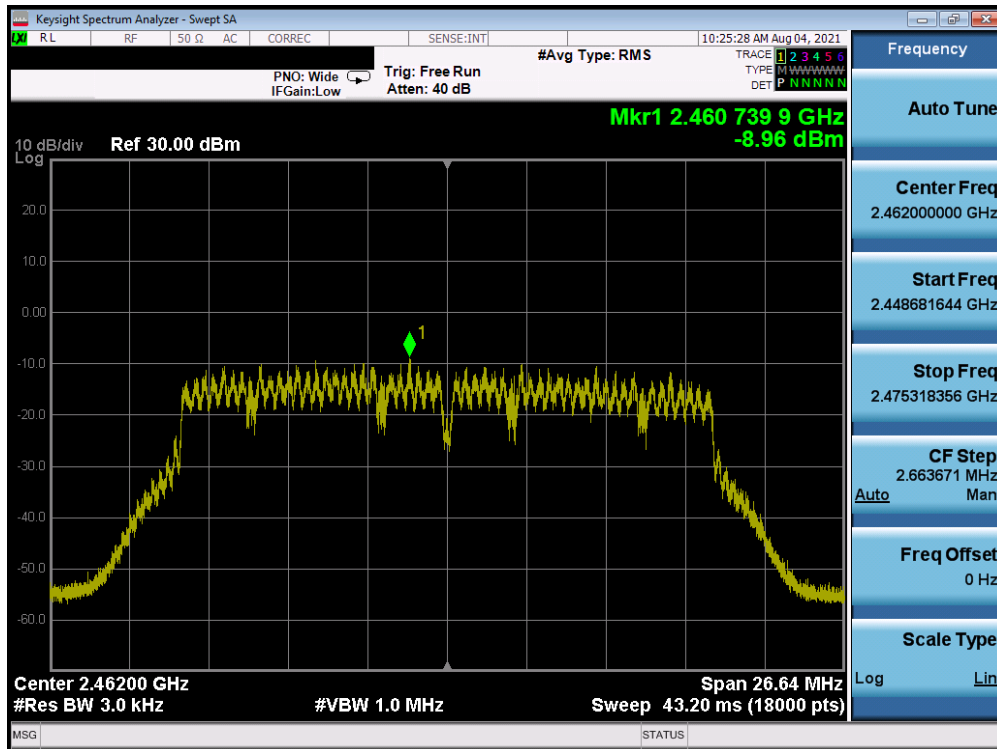 Keysight Spectrum Analyzer - Swept SA
LXI RL RF 50 Ω AC CORREC SENSE:INT 10:25:28 AM Aug 04, 2021
#Avg Type: RMS TRACE 1 2 3 4 5 6
PNO: Wide Trig: Free Run TYPE M WWWWW
IFGain:Low Atten: 40 dB DET P N N N N N
Mkr1 2.460 739 9 GHz
-8.96 dBm
10 dB/div Ref 30.00 dBm
Log
1
20.0
10.0
0.00
-10.0
-20.0
-30.0
-40.0
-50.0
-60.0
Center 2.46200 GHz Span 26.64 MHz
#Res BW 3.0 kHz #VBW 1.0 MHz Sweep 43.20 ms (18000 pts)
MSG STATUS
Frequency
Auto Tune
Center Freq
2.462000000 GHz
Start Freq
2.448681644 GHz
Stop Freq
2.475318356 GHz
CF Step
2.663671 MHz
Auto Man
Freq Offset
0 Hz
Scale Type
Log Lin